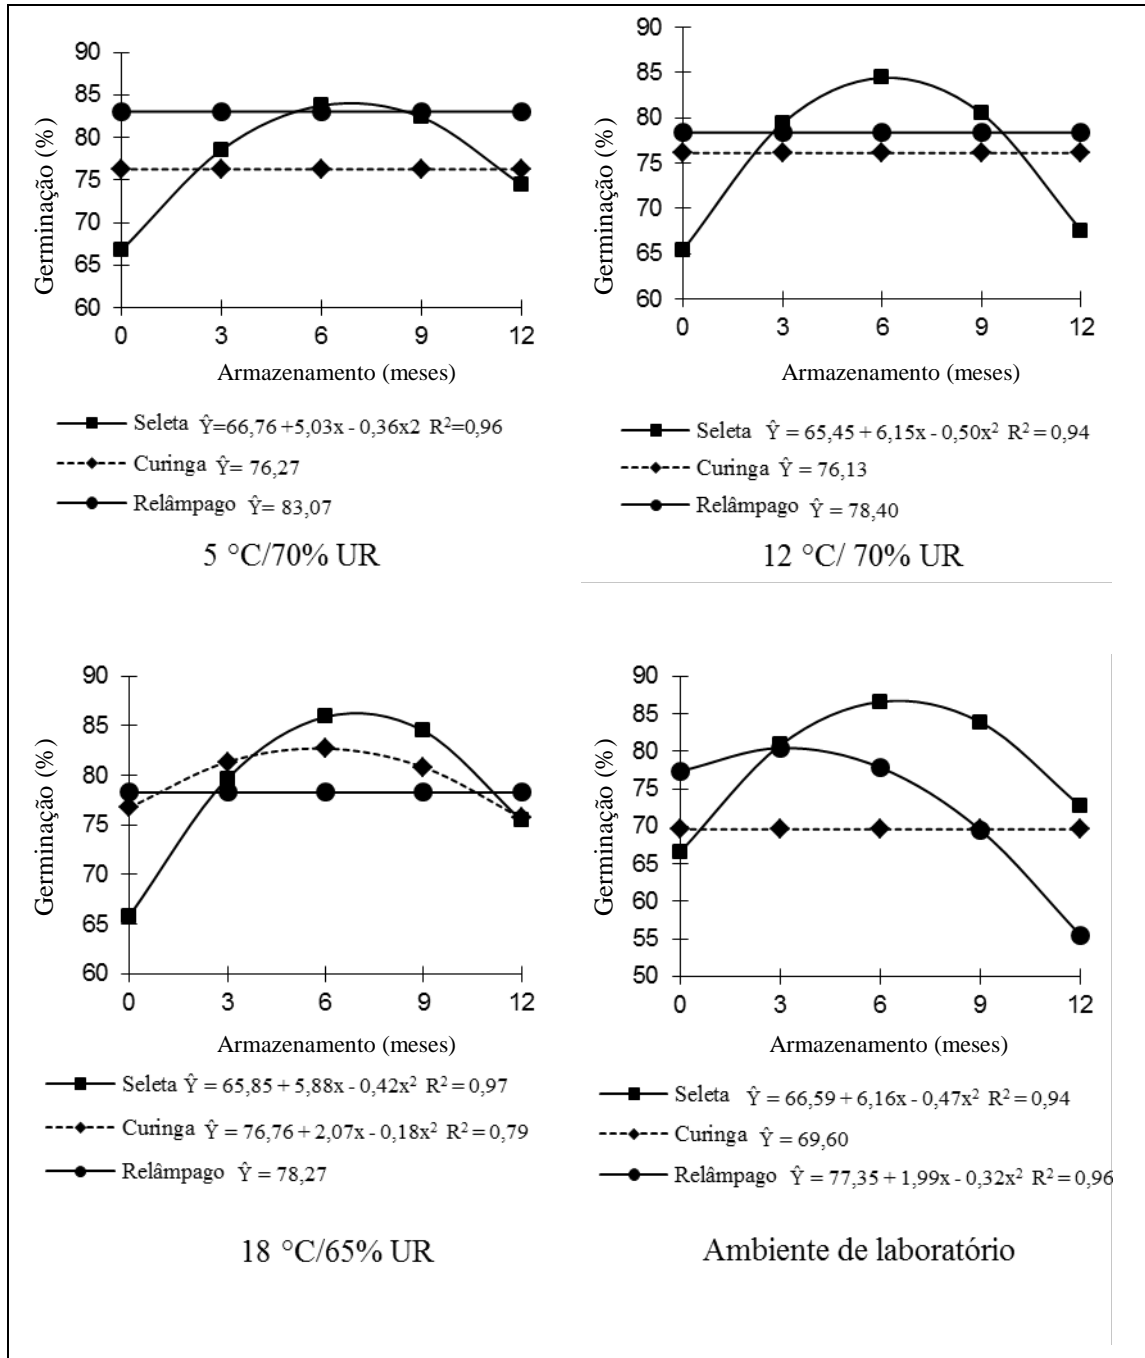 90
85
80
75
70
65
60
0 3 6 9 12
Germinação (%)
Armazenamento (meses)
Seleta Ŷ=66,76 +5,03x - 0,36x2 R²=0,96
Curinga Ŷ= 76,27
Relâmpago Ŷ= 83,07
5 °C/70% UR
90
85
80
75
70
65
60
0 3 6 9 12
Germinação (%)
Armazenamento (meses)
Seleta Ŷ = 65,45 + 6,15x - 0,50x² R² = 0,94
Curinga Ŷ = 76,13
Relâmpago Ŷ = 78,40
12 °C/ 70% UR
90
85
80
75
70
65
60
0 3 6 9 12
Germinação (%)
Armazenamento (meses)
Seleta Ŷ = 65,85 + 5,88x - 0,42x² R² = 0,97
Curinga Ŷ = 76,76 + 2,07x - 0,18x² R² = 0,79
Relâmpago Ŷ = 78,27
18 °C/65% UR
90
85
80
75
70
65
60
55
50
0 3 6 9 12
Germinação (%)
Armazenamento (meses)
Seleta Ŷ = 66,59 + 6,16x - 0,47x² R² = 0,94
Curinga Ŷ = 69,60
Relâmpago Ŷ = 77,35 + 1,99x - 0,32x² R² = 0,96
Ambiente de laboratório